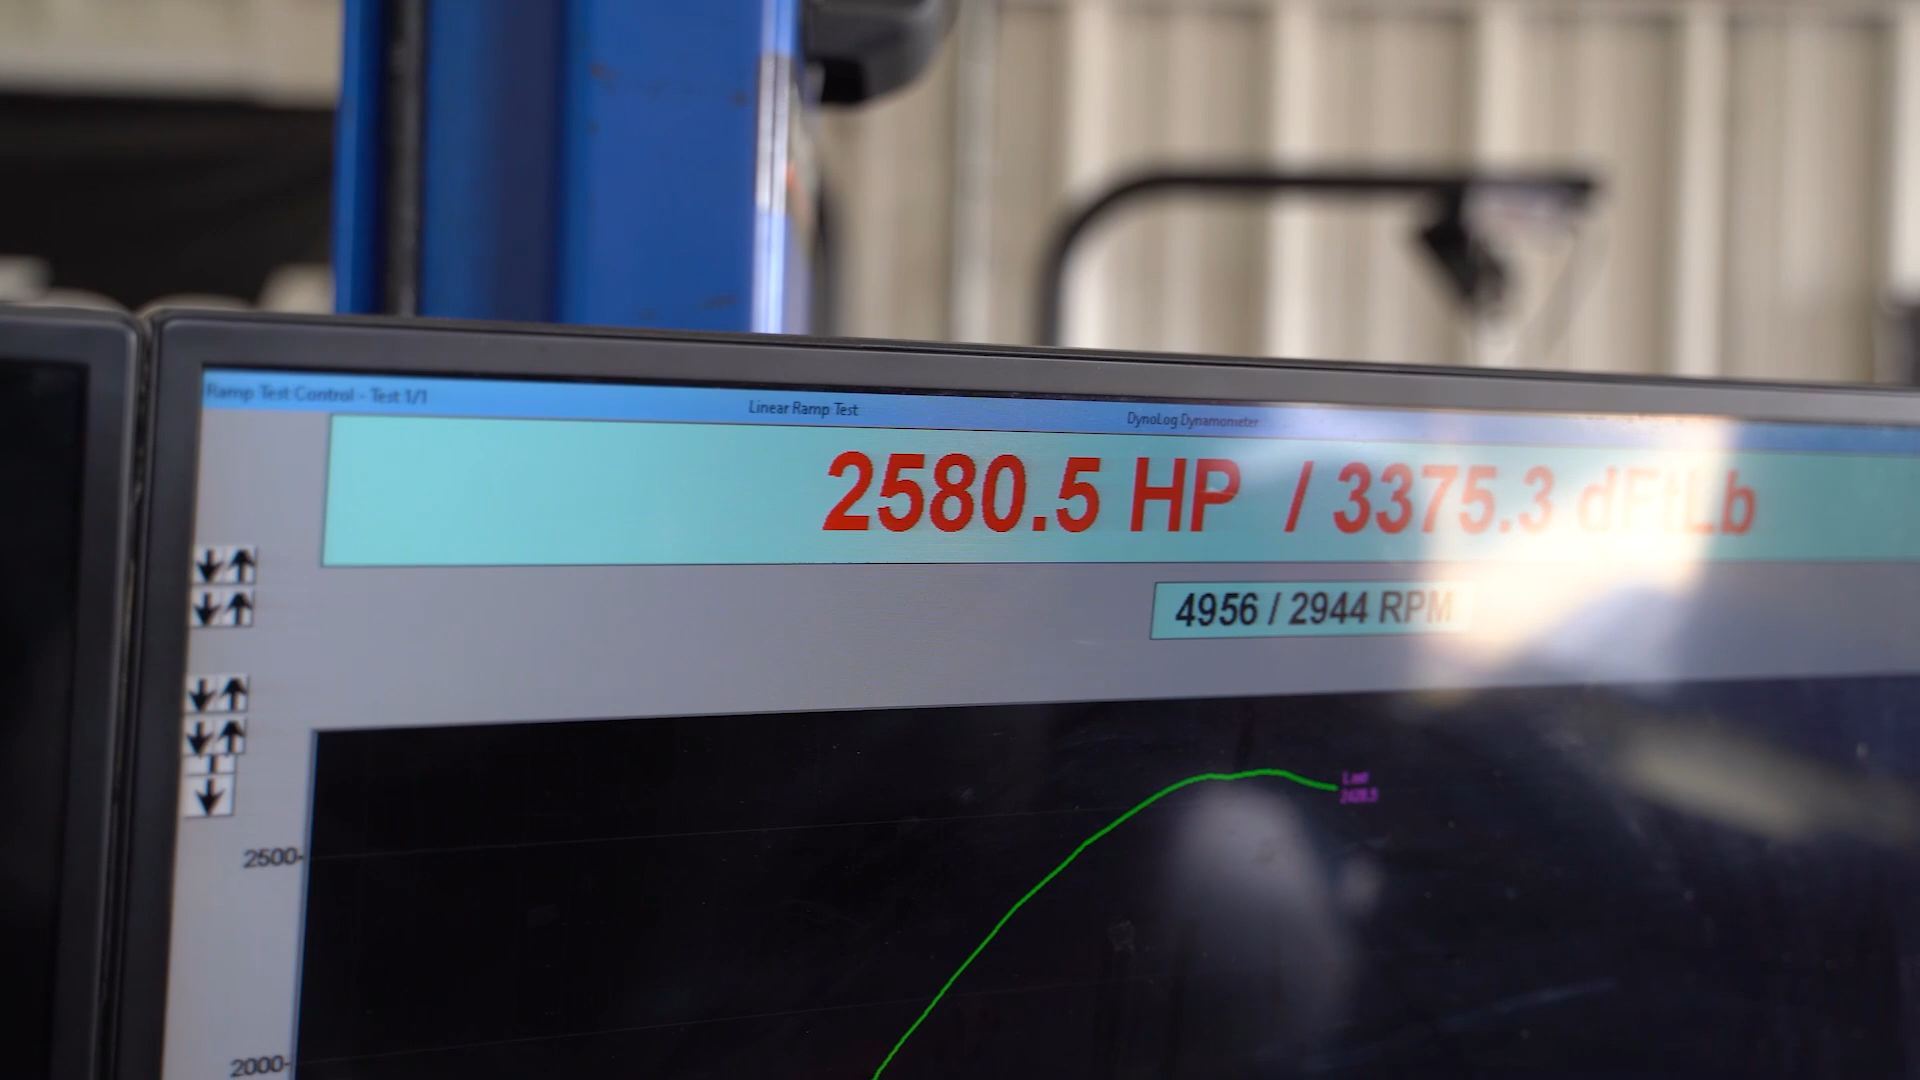 Ramp Test Control - Test 1/1
Linear Ramp Test
DynoLog Dynamometer
2580.5 HP / 3375.3 dFtLb
4956 / 2944 RPM
Last
2500
2000